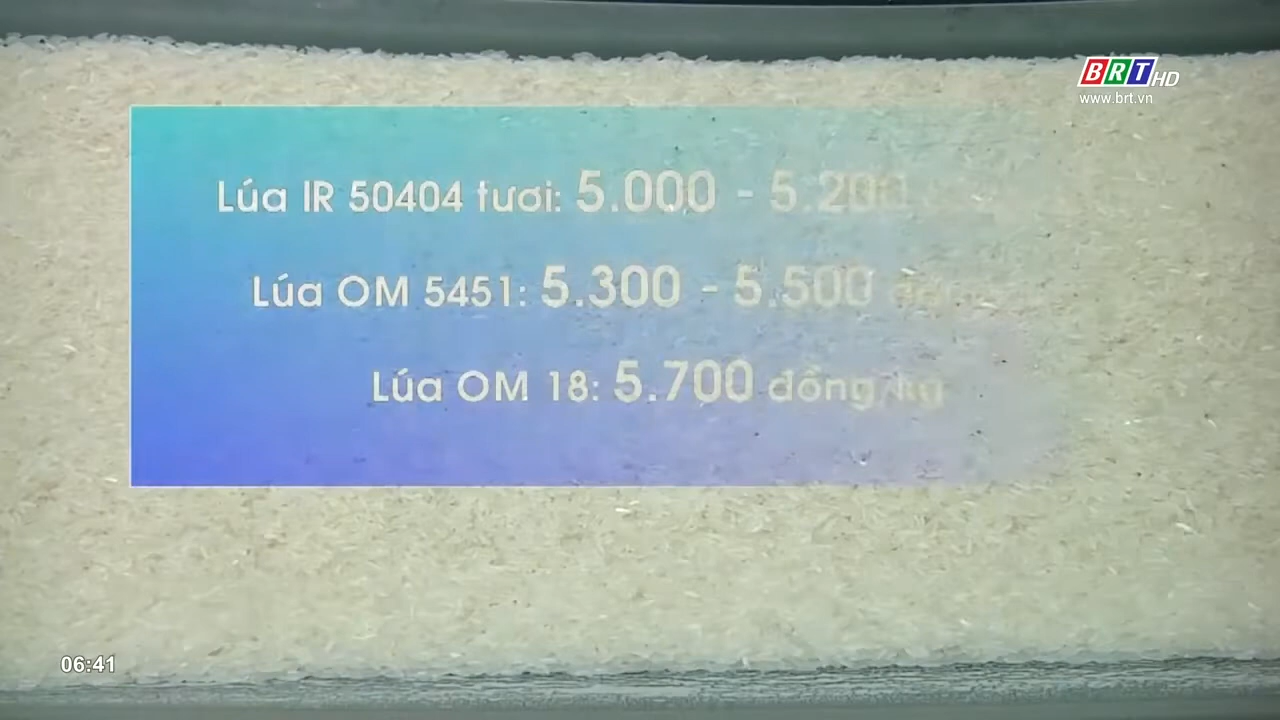 BRT HD
www.brt.vn
Lúa IR 50404 tươi: 5.000 - 5.200
Lúa OM 5451: 5.300 - 5.500
Lúa OM 18: 5.700 đồng/kg
06:41